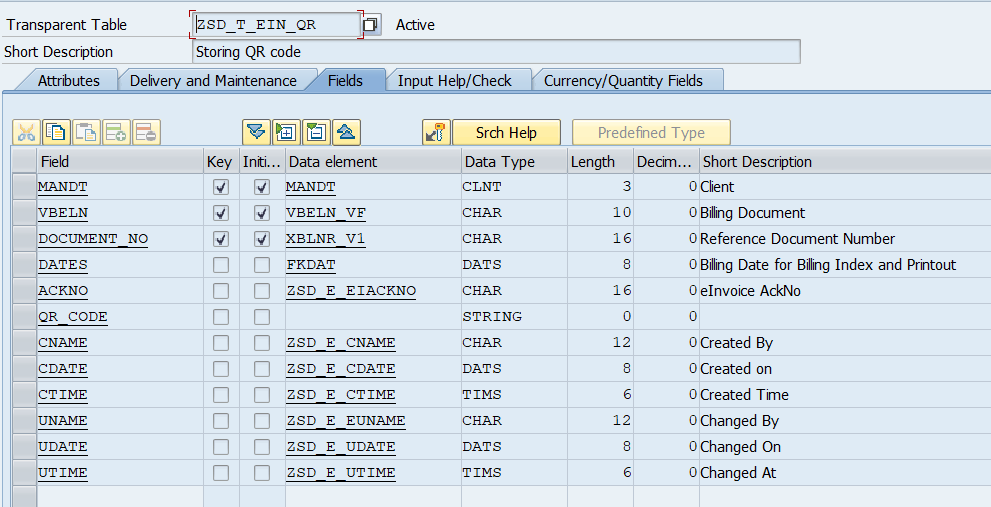 Transparent Table ZSD_T_EIN_QR Active
Short Description Storing QR code
Attributes Delivery and Maintenance Fields Input Help/Check Currency/Quantity Fields
Srch Help Predefined Type
Field Key Initi... Data element Data Type Length Decim... Short Description
MANDT MANDT CLNT 3 0 Client
VBELN VBELN_VF CHAR 10 0 Billing Document
DOCUMENT_NO XBLNR_V1 CHAR 16 0 Reference Document Number
DATES FKDAT DATS 8 0 Billing Date for Billing Index and Printout
ACKNO ZSD_E_EIACKNO CHAR 16 0 eInvoice AckNo
QR_CODE STRING 0 0
CNAME ZSD_E_CNAME CHAR 12 0 Created By
CDATE ZSD_E_CDATE DATS 8 0 Created on
CTIME ZSD_E_CTIME TIMS 6 0 Created Time
UNAME ZSD_E_EUNAME CHAR 12 0 Changed By
UDATE ZSD_E_UDATE DATS 8 0 Changed On
UTIME ZSD_E_UTIME TIMS 6 0 Changed At